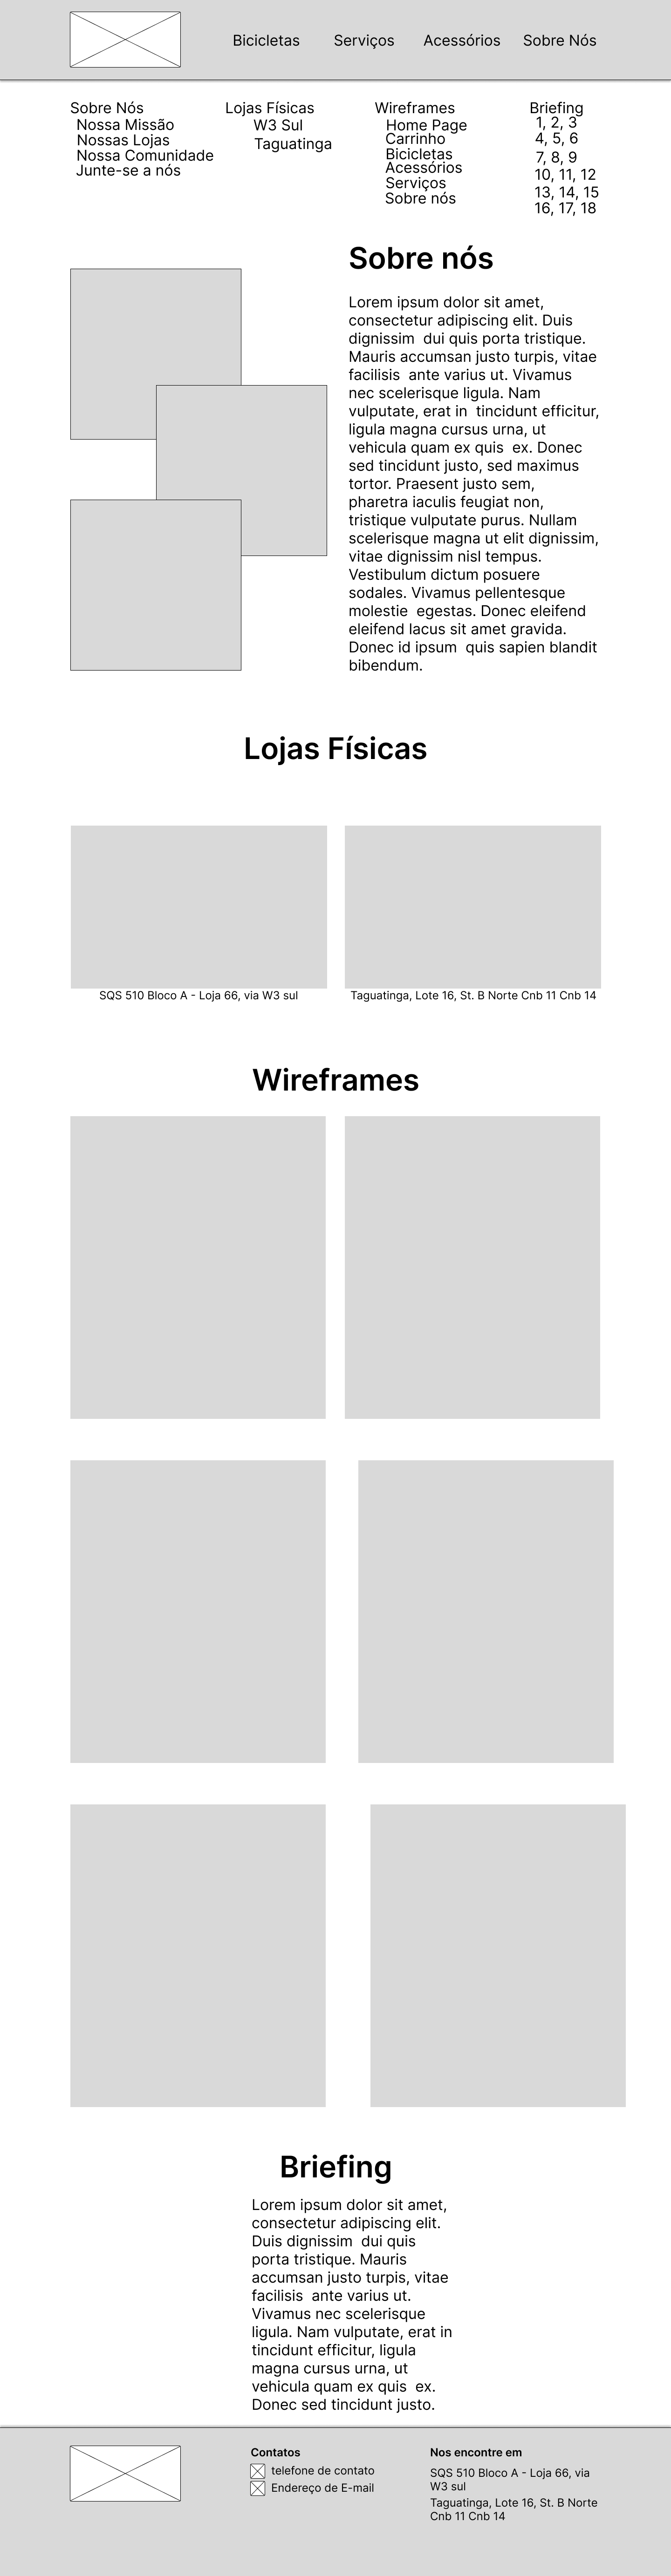 Bicicletas Serviços Acessórios Sobre Nós
Sobre Nós
Nossa Missão
Nossas Lojas
Nossa Comunidade
Junte-se a nós
Lojas Físicas
W3 Sul
Taguatinga
Wireframes
Home Page
Carrinho
Bicicletas
Acessórios
Serviços
Sobre nós
Briefing
1, 2, 3
4, 5, 6
7, 8, 9
10, 11, 12
13, 14, 15
16, 17, 18
Sobre nós
Lorem ipsum dolor sit amet,
consectetur adipiscing elit. Duis
dignissim  dui quis porta tristique.
Mauris accumsan justo turpis, vitae
facilisis  ante varius ut. Vivamus
nec scelerisque ligula. Nam
vulputate, erat in  tincidunt efficitur,
ligula magna cursus urna, ut
vehicula quam ex quis  ex. Donec
sed tincidunt justo, sed maximus
tortor. Praesent justo sem,
pharetra iaculis feugiat non,
tristique vulputate purus. Nullam
scelerisque magna ut elit dignissim,
vitae dignissim nisl tempus.
Vestibulum dictum posuere
sodales. Vivamus pellentesque
molestie  egestas. Donec eleifend
eleifend lacus sit amet gravida.
Donec id ipsum  quis sapien blandit
bibendum.
Lojas Físicas
SQS 510 Bloco A - Loja 66, via W3 sul
Taguatinga, Lote 16, St. B Norte Cnb 11 Cnb 14
Wireframes
Briefing
Lorem ipsum dolor sit amet,
consectetur adipiscing elit.
Duis dignissim  dui quis
porta tristique. Mauris
accumsan justo turpis, vitae
facilisis  ante varius ut.
Vivamus nec scelerisque
ligula. Nam vulputate, erat in
tincidunt efficitur, ligula
magna cursus urna, ut
vehicula quam ex quis  ex.
Donec sed tincidunt justo.
Contatos
telefone de contato
Endereço de E-mail
Nos encontre em
SQS 510 Bloco A - Loja 66, via
W3 sul
Taguatinga, Lote 16, St. B Norte
Cnb 11 Cnb 14